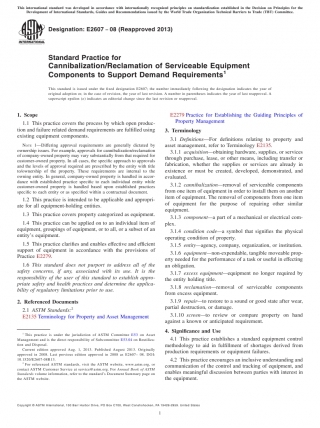 This international standard was developed in accordance with internationally recognized principles on standardization established in the Decision on Principles for the
Development of International Standards, Guides and Recommendations issued by the World Trade Organization Technical Barriers to Trade (TBT) Committee.
Designation: E2607 - 08 (Reapproved 2013)
Standard Practice for
Cannibalization/Reclamation of Serviceable Equipment
Components to Support Demand Requirements1
This standard is issued under the fixed designation E2607; the number immediately following the designation indicates the year of
original adoption or, in the case of revision, the year of last revision. A number in parentheses indicates the year of last reapproval. A
superscript epsilon (ε) indicates an editorial change since the last revision or reapproval.
1. Scope
1.1 This practice covers the process by which open produc-
tion and failure related demand requirements are fulfilled using
existing equipment components.
NOTE 1—Differing approval requirements are generally dictated by
ownership issues. For example, approvals for cannibalization/reclamation
of company-owned property may vary substantially from that required for
customer-owned property. In all cases, the specific approach to approvals
and the levels of approval required are prescribed by the entity with title
(ownership) of the property. These requirements are internal to the
owning entity. In general, company-owned property is handled in accor-
dance with established practice specific to each individual entity while
customer-owned property is handled based upon established practices
specific to each entity or as specified within a contractual document.
1.2 This practice is intended to be applicable and appropri-
ate for all equipment-holding entities.
1.3 This practice covers property categorized as equipment.
1.4 This practice can be applied on to an individual item of
equipment, groupings of equipment, or to all, or a subset of an
entity's equipment.
1.5 This practice clarifies and enables effective and efficient
support of equipment in accordance with the provisions of
Practice E2279.
1.6 This standard does not purport to address all of the
safety concerns, if any, associated with its use. It is the
responsibility of the user of this standard to establish appro-
priate safety and health practices and determine the applica-
bility of regulatory limitations prior to use.
2. Referenced Documents
2.1 ASTM Standards:2
E2135 Terminology for Property and Asset Management
1 This practice is under the jurisdiction of ASTM Committee E53 on Asset
Management and is the direct responsibility of Subcommittee
Current edition approved Aug. 1, 2013. Published August 2013. Originally
approved in 2008. Last previous edition approved in 2008 as E2607- 08. DOI:
10.1520/E2607-08R13.
2 For referenced ASTM standards, visit the ASTM website, www.astm.org, or
contact ASTM Customer Service at service@astm.org. For Annual Book of ASTM
Standards volume information, refer to the standard's Document Summary page on
the ASTM website.
E2279 Practice for Establishing the Guiding Principles of
Property Management
3. Terminology
3.1 Definitions—For definitions relating to property and
asset management, refer to Terminology E2135.
3.1.1 acquisition—obtaining hardware, supplies, or services
through purchase, lease, or other means, including transfer or
fabrication, whether the supplies or services are already in
existence or must be created, developed, demonstrated, and
evaluated.
3.1.2 cannibalization—removal of serviceable components
from one item of equipment in order to install them on another
item of equipment. The removal of components from one item
of equipment for the purpose of repairing other similar
equipment.
3.1.3 component—a part of a mechanical or electrical com-
plex.
3.1.4 condition code—a symbol that signifies the physical
operating condition of property.
3.1.5 entity—agency, company, organization, or institution.
3.1.6 equipment—non-expendable, tangible moveable prop-
erty needed for the performance of a task or useful in effecting
an obligation.
3.1.7 excess equipment—equipment no longer required by
the entity holding title.
3.1.8 reclamation—removal of serviceable components
from excess equipment.
3.1.9 repair—to restore to a sound or good state after wear,
partial destruction, or damage.
3.1.10 screen—to review or compare property on hand
against a known or anticipated requirement.
4. Significance and Use
4.1 This practice establishes a standard equipment control
methodology to aid in fulfillment of shortages derived from
production requirements or equipment failures.
4.2 This practice encourages an inclusive understanding and
communication of the control and tracking of equipment, and
enables meaningful discussion between parties with interest in
the equipment.
Copyright © ASTM International, 100 Barr Harbor Drive, PO Box C700, West Conshohocken, PA 19428-2959. United States
1